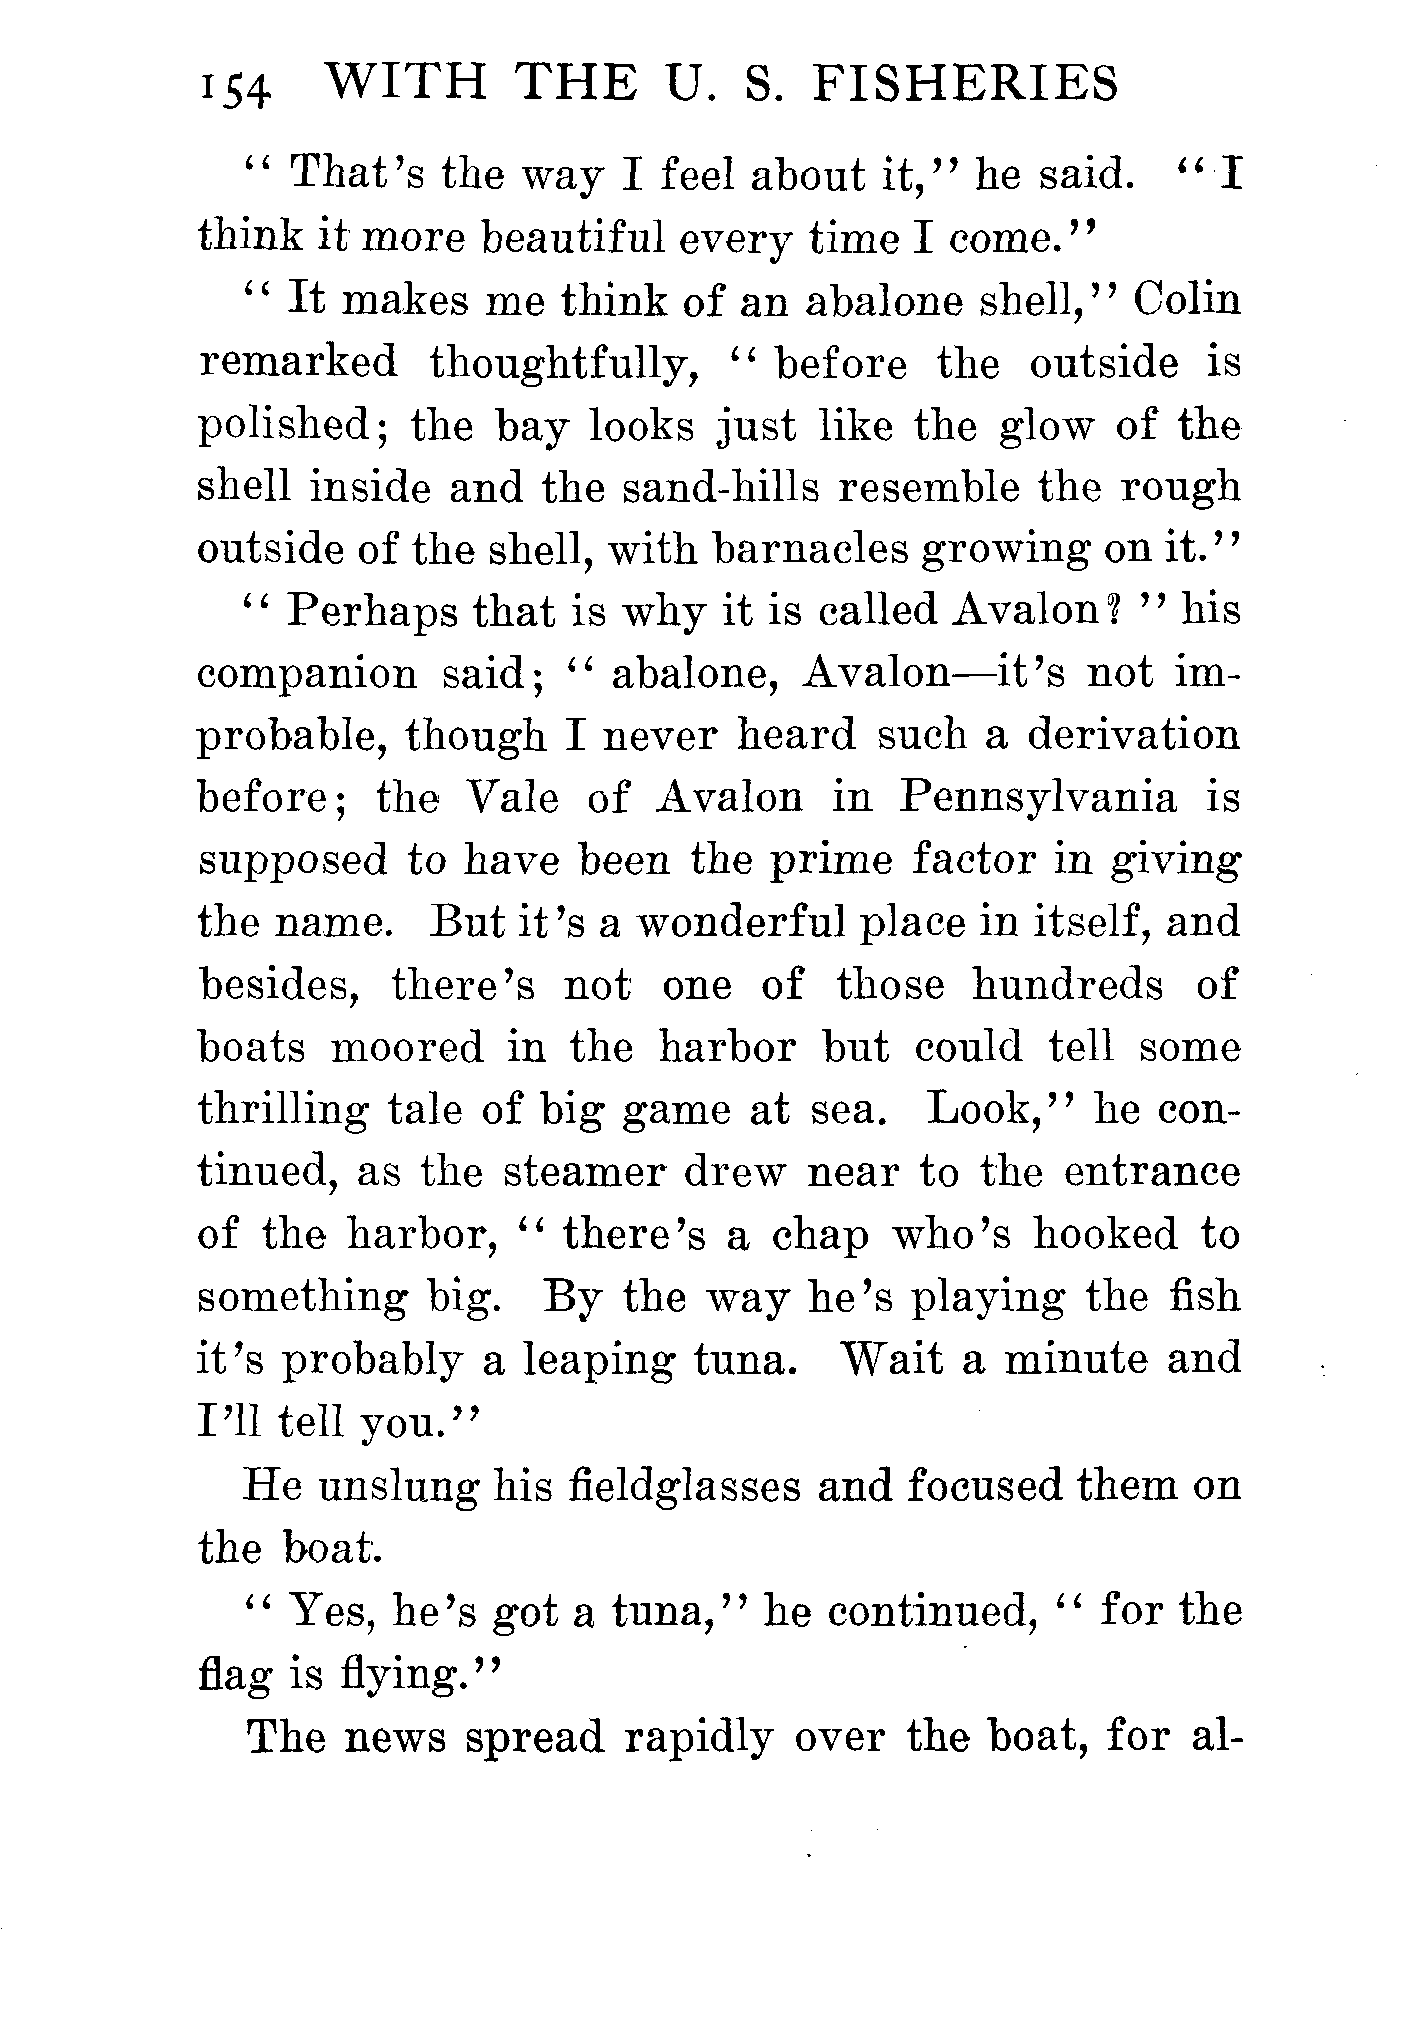 154 WITH THE U. S. FISHERIES
“ That’s the way I feel about it,” he said. “ I
think it more beautiful every time I come.”
“ It makes me think of an abalone shell,” Colin
remarked thoughtfully, “ before the outside is
polished; the bay looks just like the glow of the
shell inside and the sand-hills resemble the rough
outside of the shell, with barnacles growing on it.”
“ Perhaps that is why it is called Avalon? ” his
companion said; “ abalone, Avalon—it’s not im-
probable, though I never heard such a derivation
before; the Vale of Avalon in Pennsylvania is
supposed to have been the prime factor in giving
the name. But it’s a wonderful place in itself, and
besides, there’s not one of those hundreds of
boats moored in the harbor but could tell some
thrilling tale of big game at sea. Look,” he con-
tinued, as the steamer drew near to the entrance
of the harbor, “ there’s a chap who’s hooked to
something big. By the way he’s playing the fish
it’s probably a leaping tuna. Wait a minute and
I’ll tell you.”
He unslung his fieldglasses and focused them on
the boat.
“ Yes, he’s got a tuna,” he continued, “ for the
flag is flying.”
The news spread rapidly over the boat, for al-